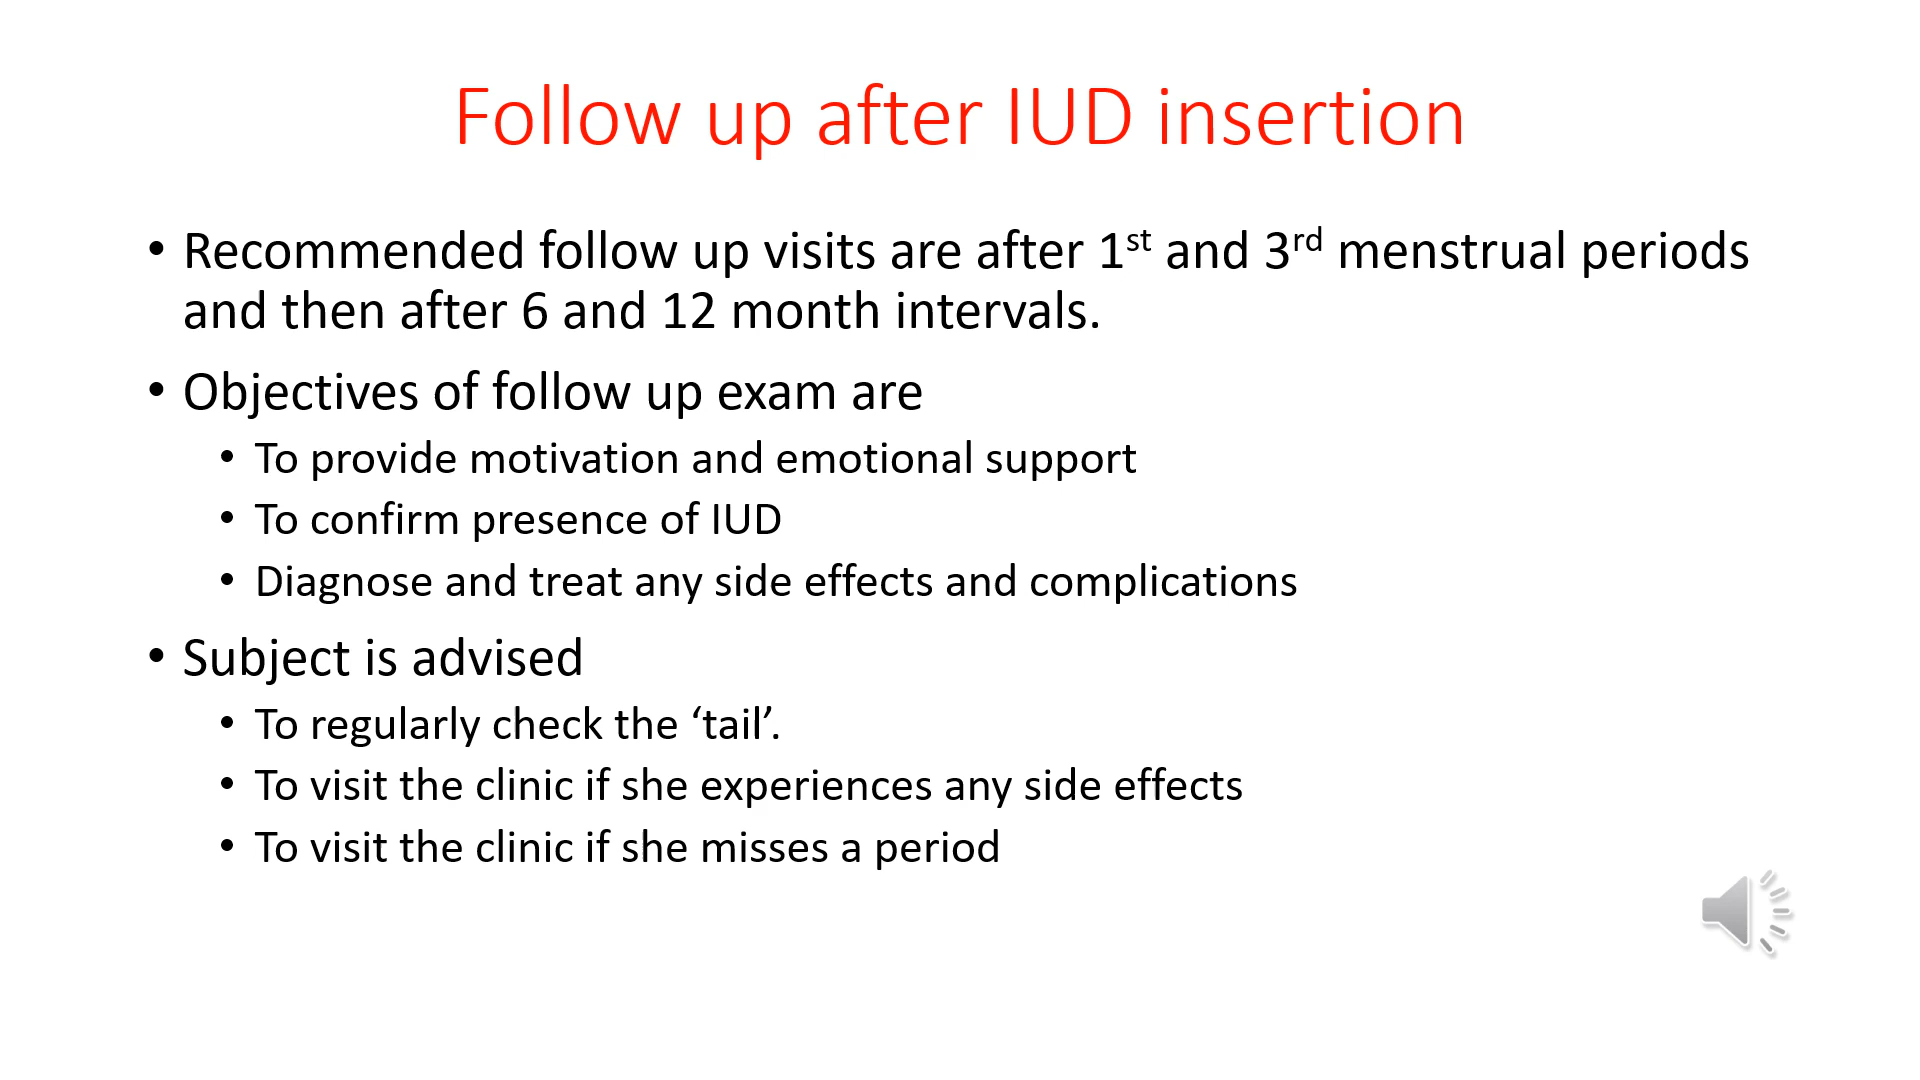 Follow up after IUD insertion
• Recommended follow up visits are after 1st and 3rd menstrual periods
and then after 6 and 12 month intervals.
• Objectives of follow up exam are
• To provide motivation and emotional support
• To confirm presence of IUD
• Diagnose and treat any side effects and complications
• Subject is advised
• To regularly check the ‘tail’.
• To visit the clinic if she experiences any side effects
• To visit the clinic if she misses a period